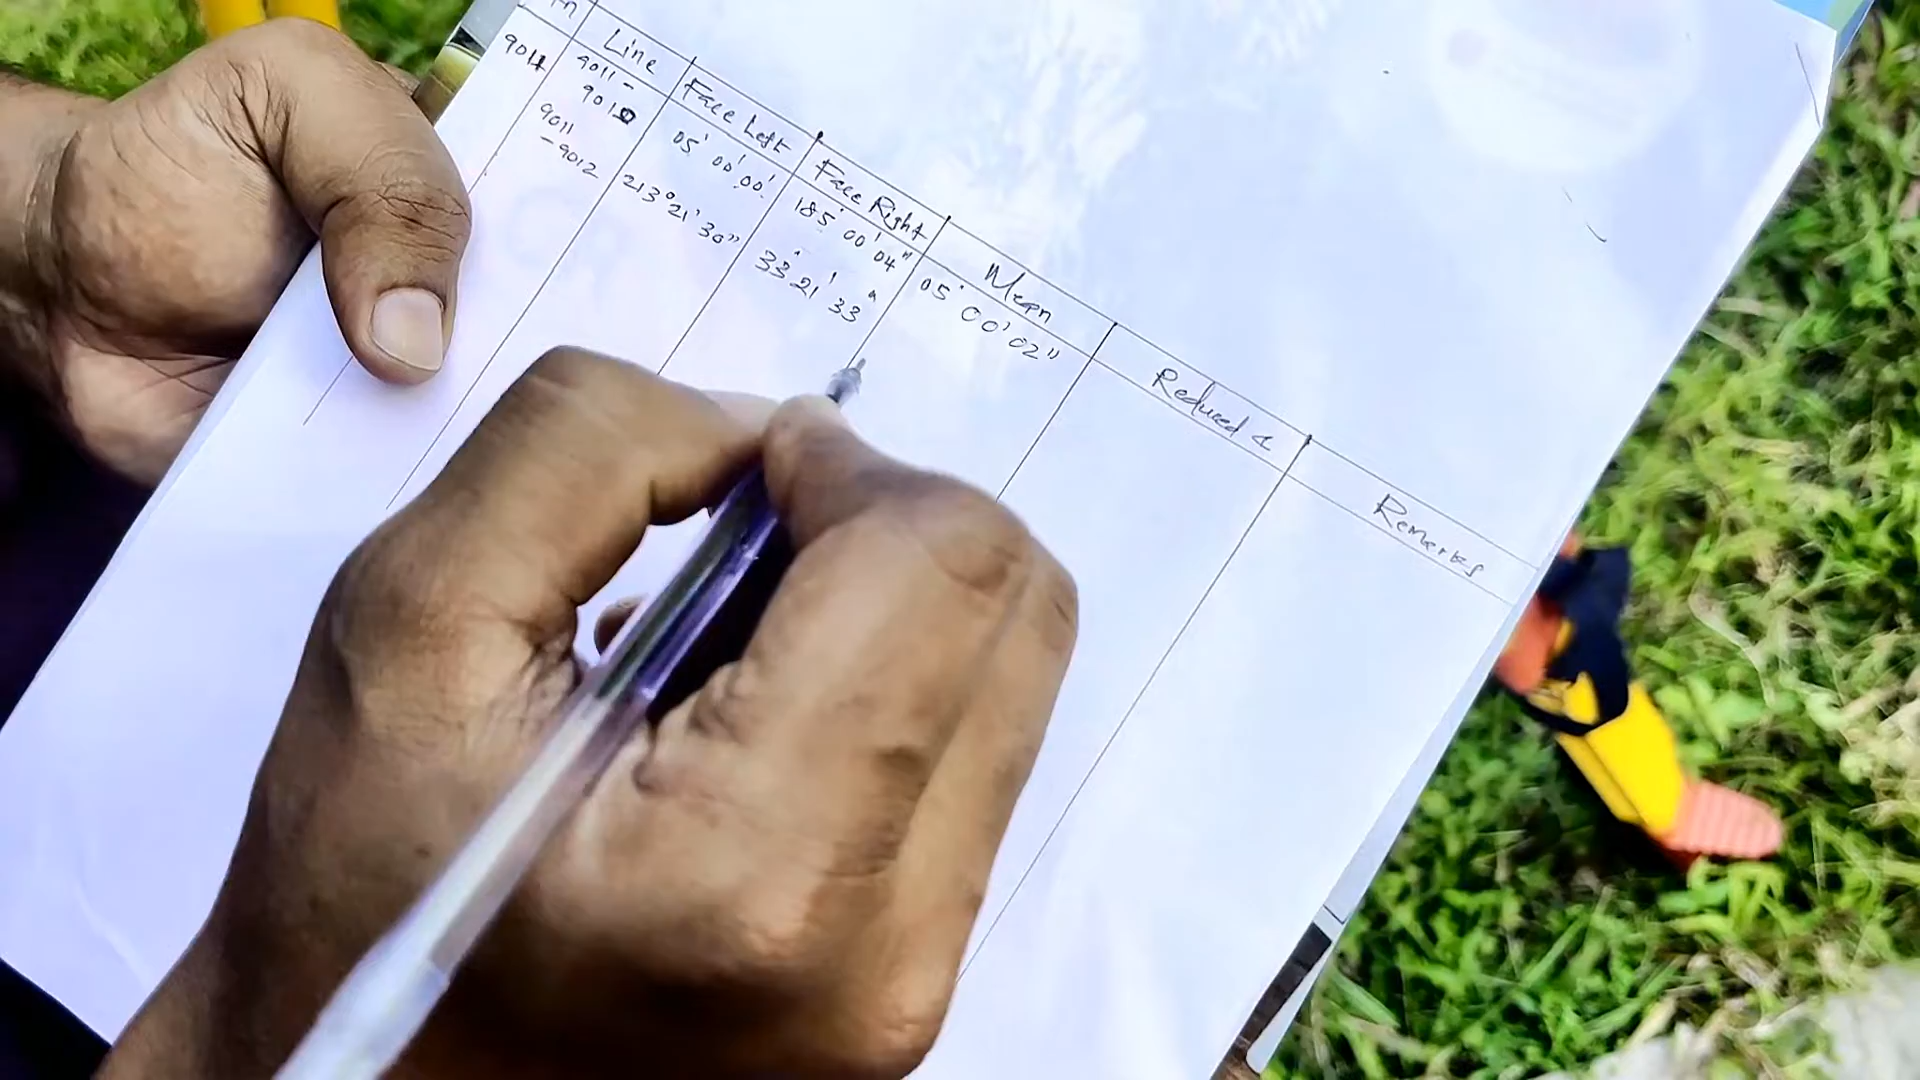 Line Face Left Face Right Mean Reduced ∠ Remarks
9011 9011 - 05° 00' 00" 185° 00' 04" 05° 00' 02"
9010
9011 213° 21' 30" 33° 21' 33"
- 9012